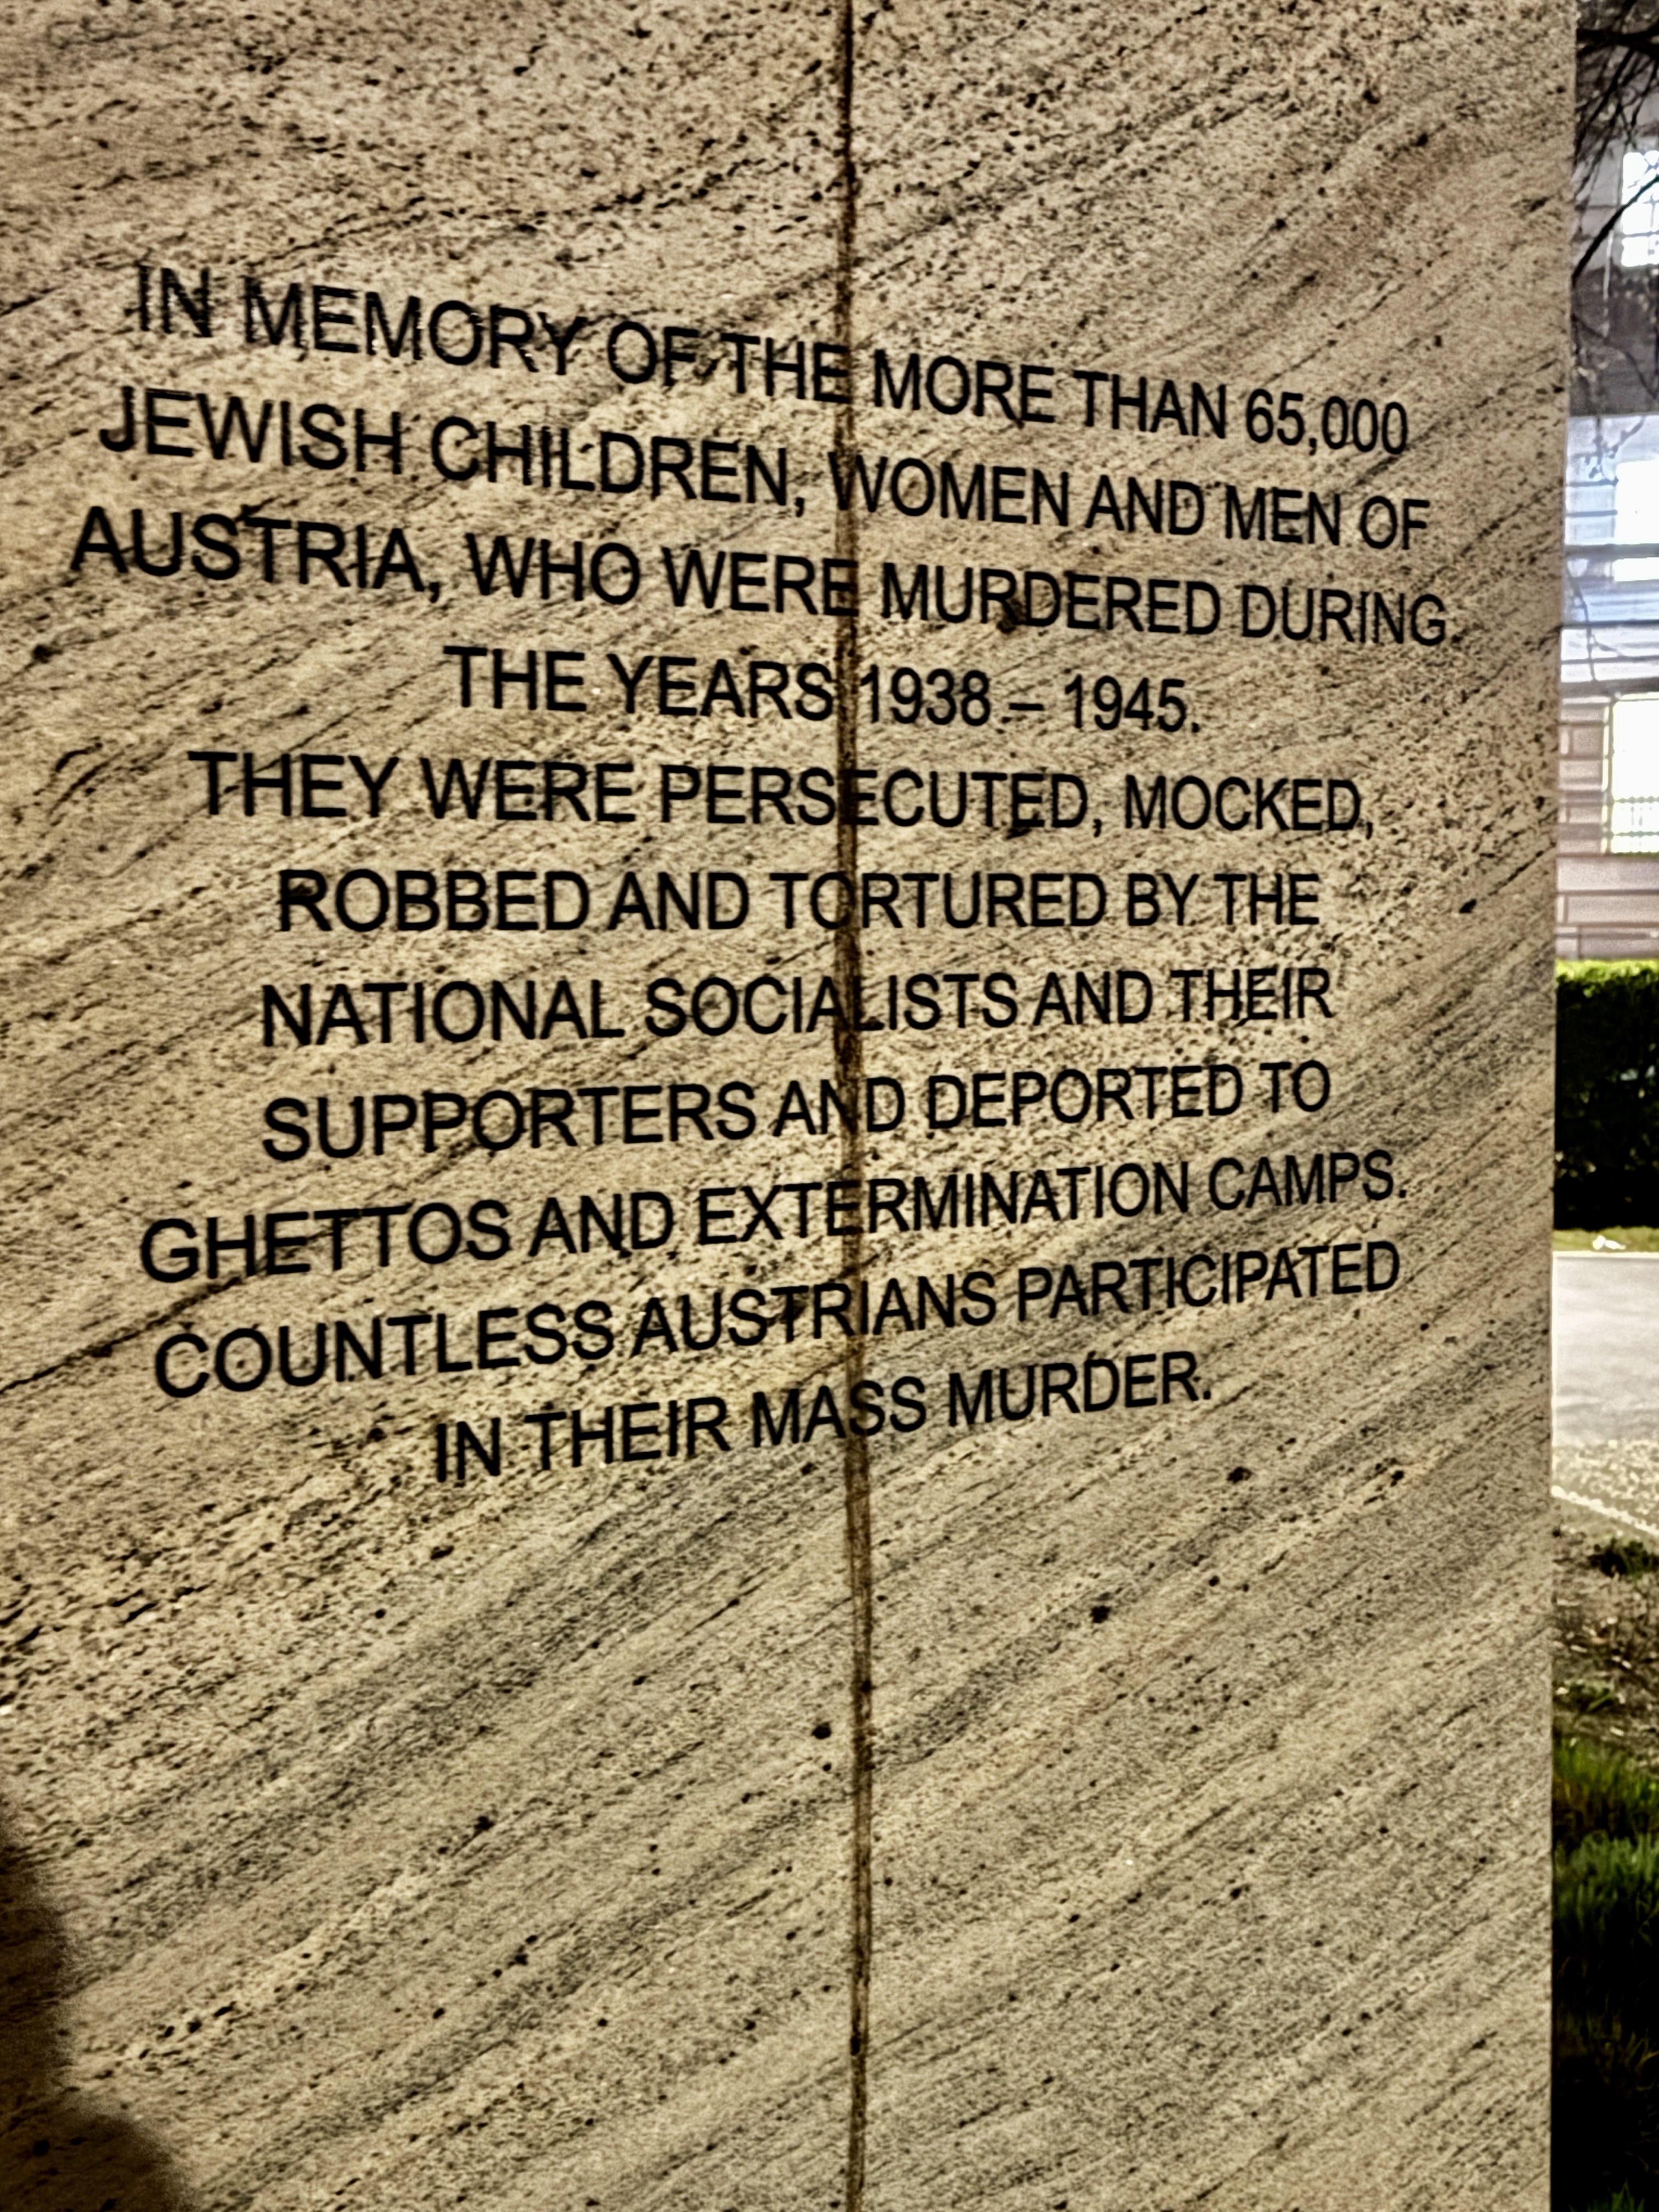 IN MEMORY OF THE MORE THAN 65,000
JEWISH CHILDREN, WOMEN AND MEN OF
AUSTRIA, WHO WERE MURDERED DURING
THE YEARS 1938 – 1945.
THEY WERE PERSECUTED, MOCKED,
ROBBED AND TORTURED BY THE
NATIONAL SOCIALISTS AND THEIR
SUPPORTERS AND DEPORTED TO
GHETTOS AND EXTERMINATION CAMPS.
COUNTLESS AUSTRIANS PARTICIPATED
IN THEIR MASS MURDER.